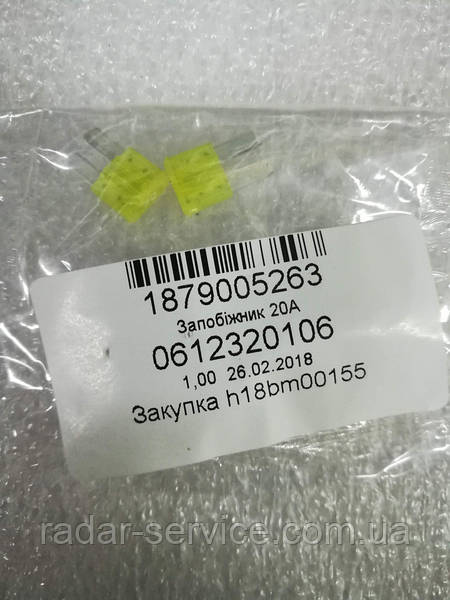 1879005263
Запобіжник 20А
0612320106
1,00 26.02.2018
Закупка h18bm00155
radar-service.com.ua